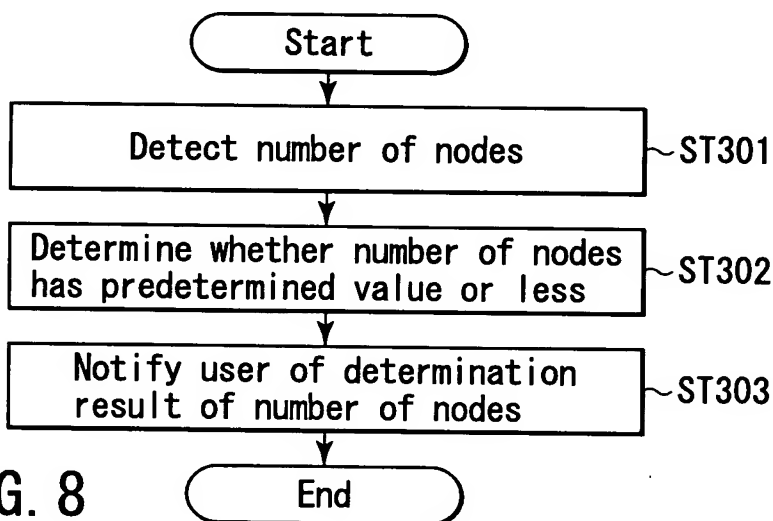 Start
Detect number of nodes
ST301
Determine whether number of nodes
has predetermined value or less
ST302
Notify user of determination
result of number of nodes
ST303
End
G. 8